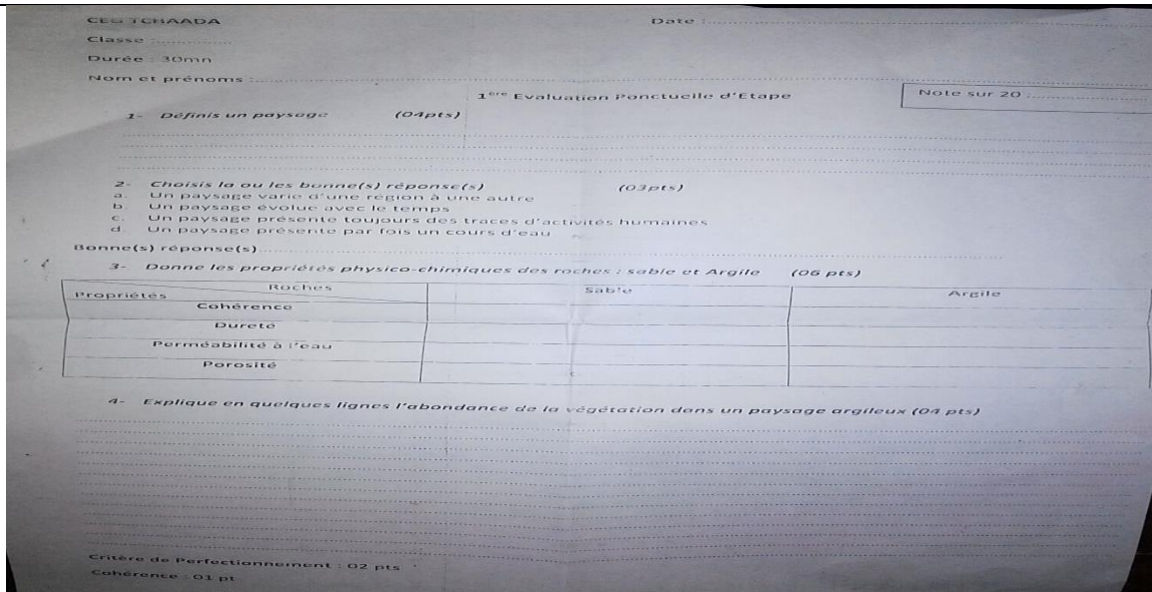 CEG TCHAADA
Date :
Classe :
Durée : 30mn
Nom et prénoms :
1ère Evaluation Ponctuelle d'Etape
Note sur 20 :
1- Définis un paysage (04pts)
2- Choisis la ou les bonne(s) réponse(s) (03pts)
a. Un paysage varie d'une région à une autre
b. Un paysage évolue avec le temps
c. Un paysage présente toujours des traces d'activités humaines
d. Un paysage présente par fois un cours d'eau
Bonne(s) réponse(s)
3- Donne les propriétés physico-chimiques des roches : sable et Argile (06 pts)
Roches Sable Argile
Propriétés
Cohérence
Dureté
Perméabilité à l'eau
Porosité
4- Explique en quelques lignes l'abondance de la végétation dans un paysage argileux (04 pts)
Critère de Perfectionnement : 02 pts
Cohérence : 01 pt